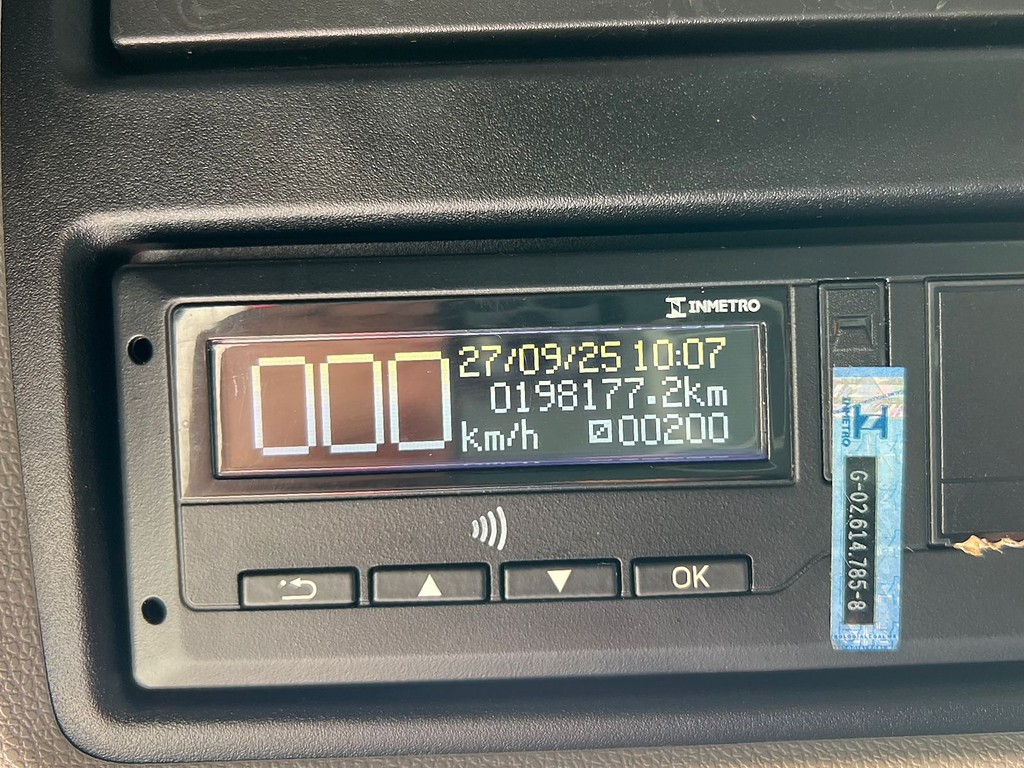 INMETRO
000
27/09/25 10:07
0198177.2km
km/h
00200
OK
INMETRO
G-02.614.785-8